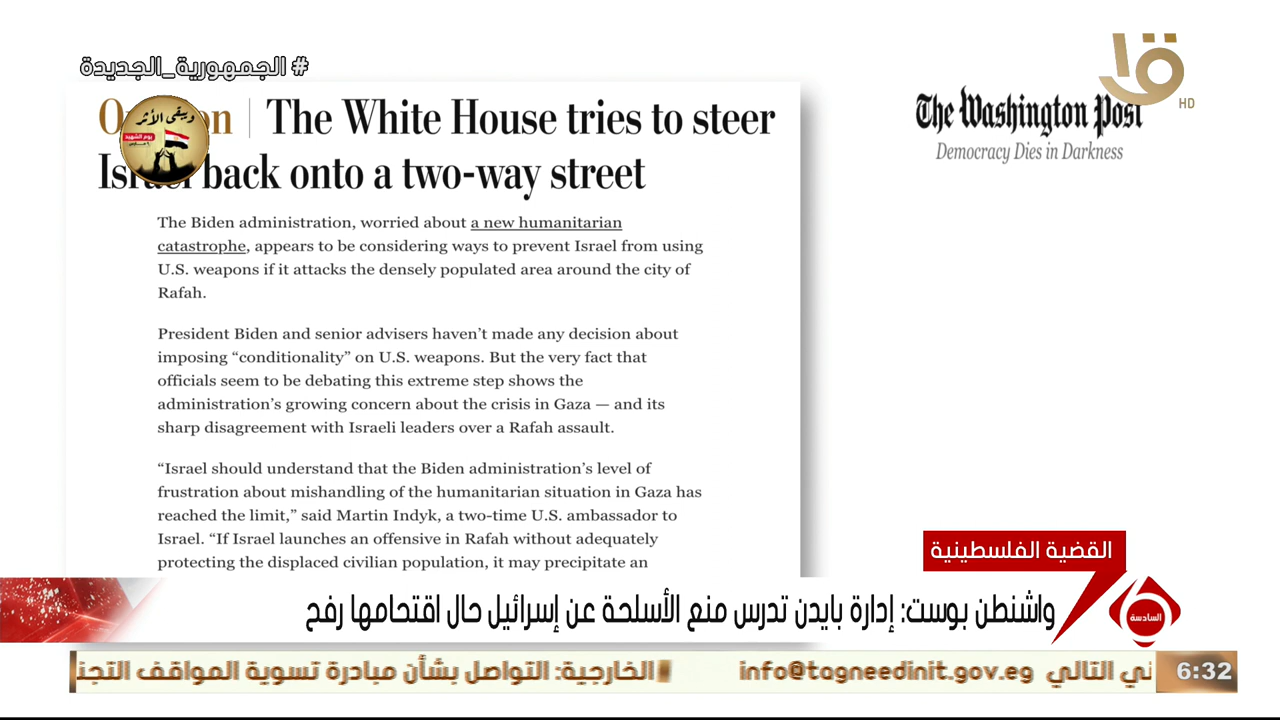 # الجمهورية_الجديدة
HD
ويبقى الأثر
يوم الشهيد
The Washington Post
Democracy Dies in Darkness
The White House tries to steer
back onto a two-way street
The Biden administration, worried about a new humanitarian
catastrophe, appears to be considering ways to prevent Israel from using
U.S. weapons if it attacks the densely populated area around the city of
Rafah.
President Biden and senior advisers haven’t made any decision about
imposing “conditionality” on U.S. weapons. But the very fact that
officials seem to be debating this extreme step shows the
administration’s growing concern about the crisis in Gaza — and its
sharp disagreement with Israeli leaders over a Rafah assault.
“Israel should understand that the Biden administration’s level of
frustration about mishandling of the humanitarian situation in Gaza has
reached the limit,” said Martin Indyk, a two-time U.S. ambassador to
Israel. “If Israel launches an offensive in Rafah without adequately
protecting the displaced civilian population, it may precipitate an
القضية الفلسطينية
السادسة
6
واشنطن بوست: إدارة بايدن تدرس منع الأسلحة عن إسرائيل حال اقتحامها رفح
ني التالي info@tagneedinit.gov.eg
الخارجية: التواصل بشأن مبادرة تسوية المواقف التجن
6:32